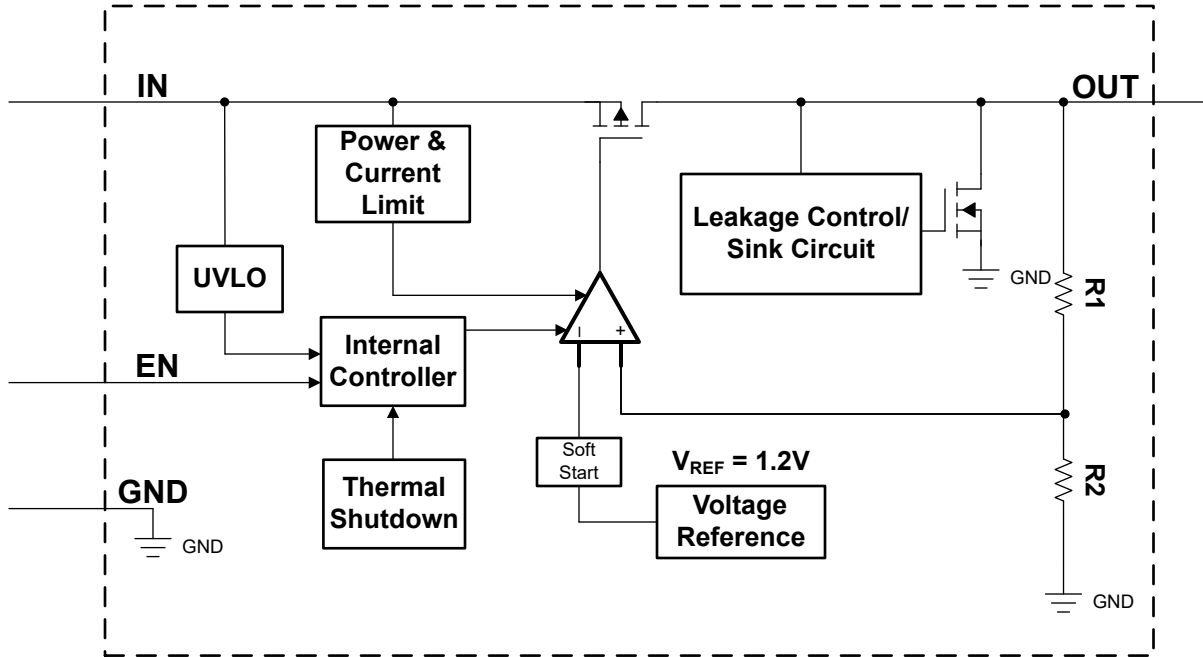 IN
OUT
Power &
Current
Limit
Leakage Control/
Sink Circuit
GND
R1
UVLO
Internal
Controller
EN
- +
Soft
Start
VREF = 1.2V
R2
GND
GND
Thermal
Shutdown
Voltage
Reference
GND